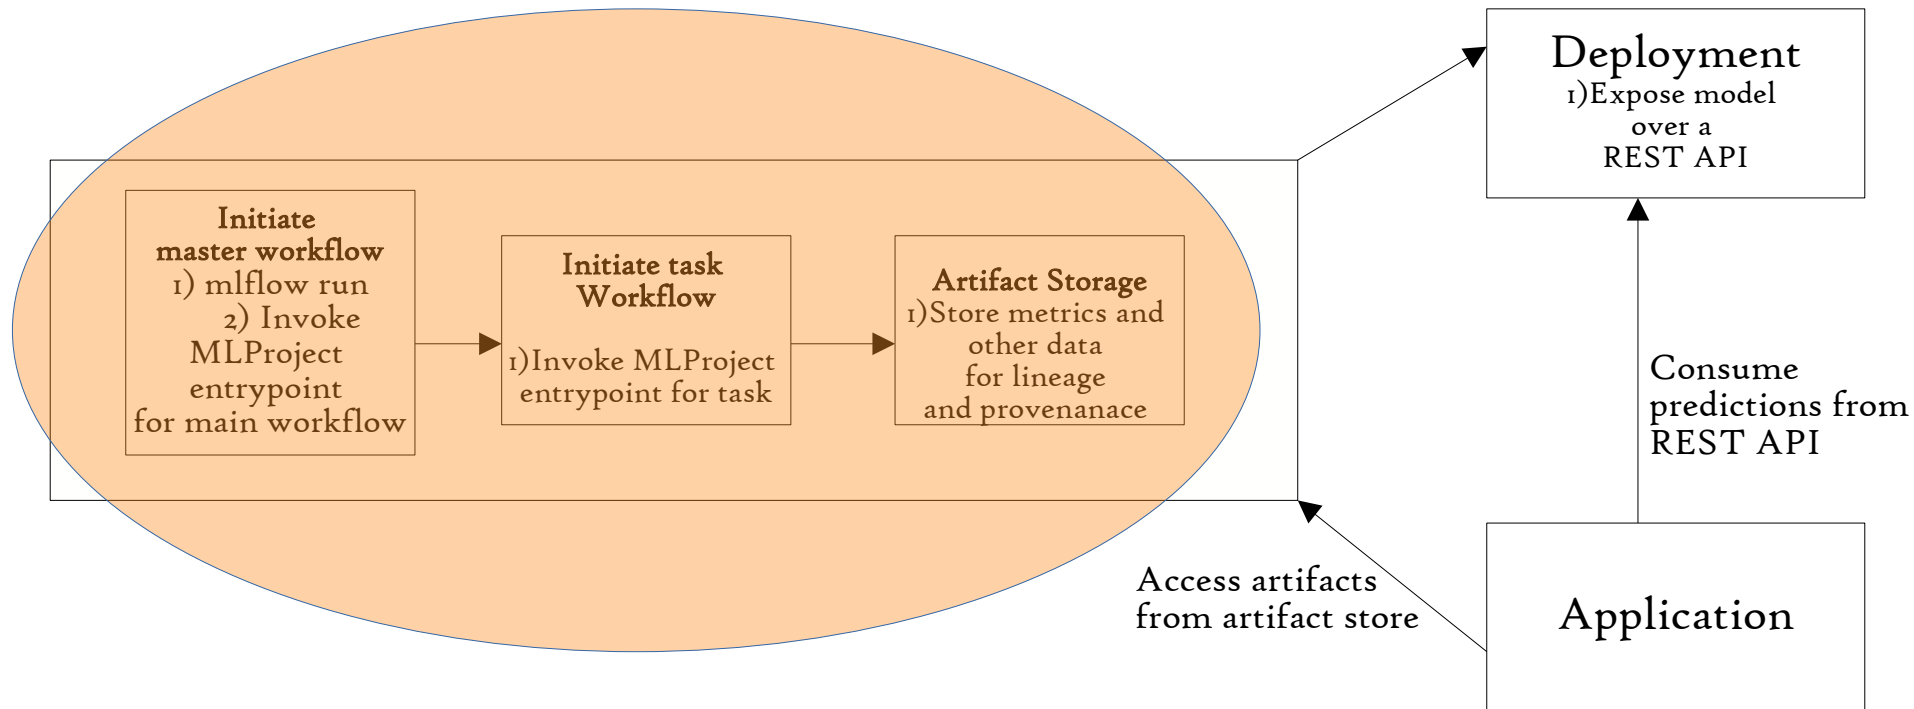 Initiate
master workflow
1) mlflow run
2) Invoke
MLProject
entrypoint
for main workflow
Initiate task
Workflow
1)Invoke MLProject
entrypoint for task
Artifact Storage
1)Store metrics and
other data
for lineage
and provenanace
Deployment
1)Expose model
over a
REST API
Consume
predictions from
REST API
Access artifacts
from artifact store
Application